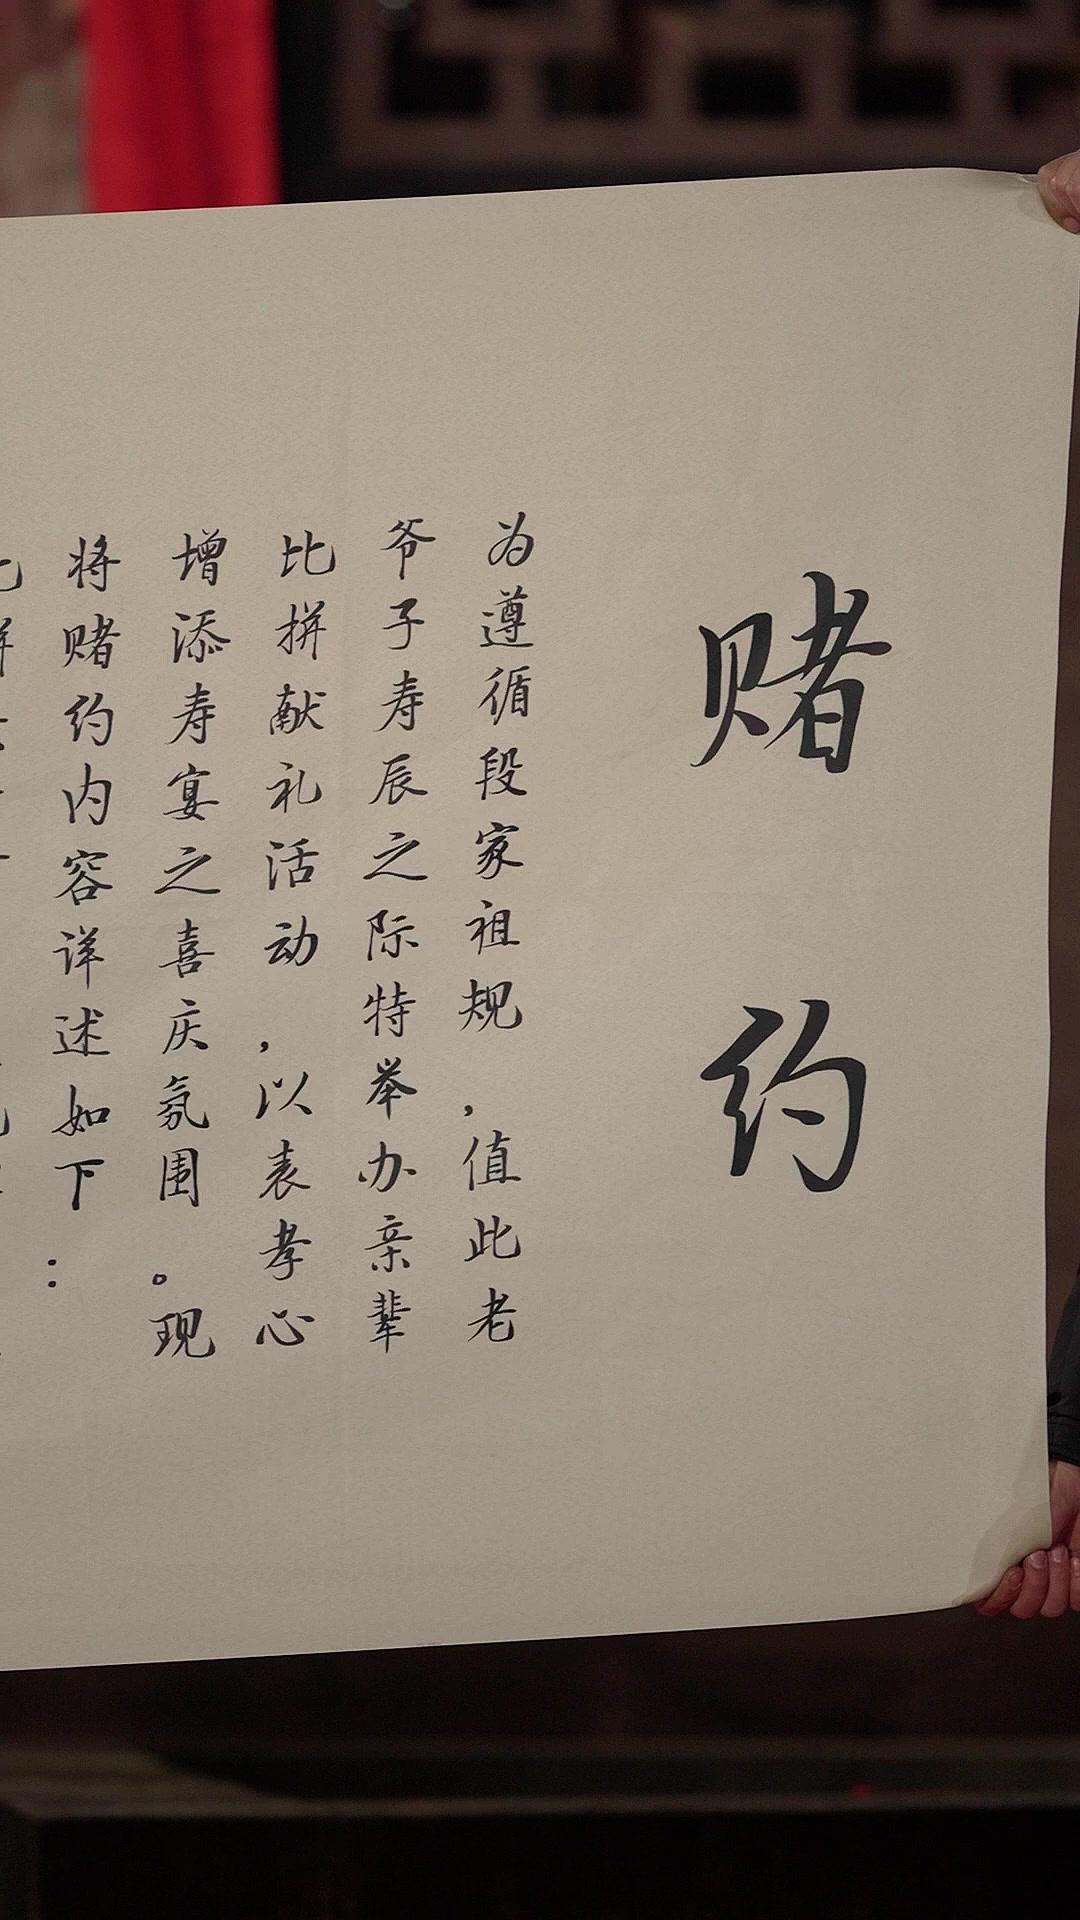 赌约
为遵循段家祖规，值此老
爷子寿辰之际特举办亲辈
比拼献礼活动，以表孝心
增添寿宴之喜庆氛围。现
将赌约内容详述如下：